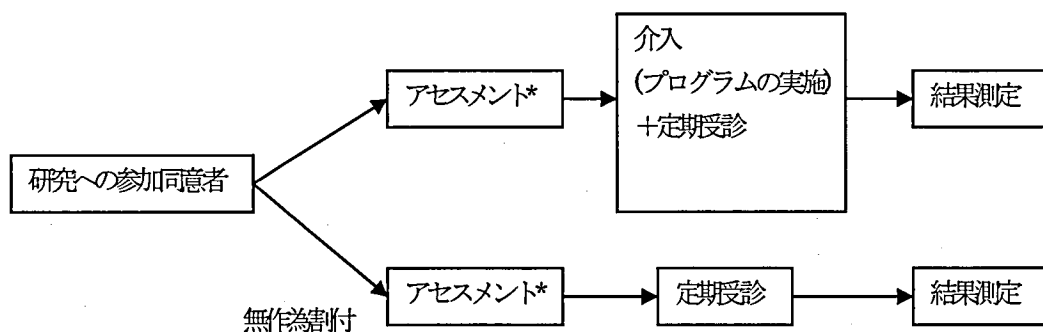 介入
(プログラムの実施)
+定期受診
アセスメント*
結果測定
研究への参加同意者
アセスメント*
定期受診
結果測定
無作為割付